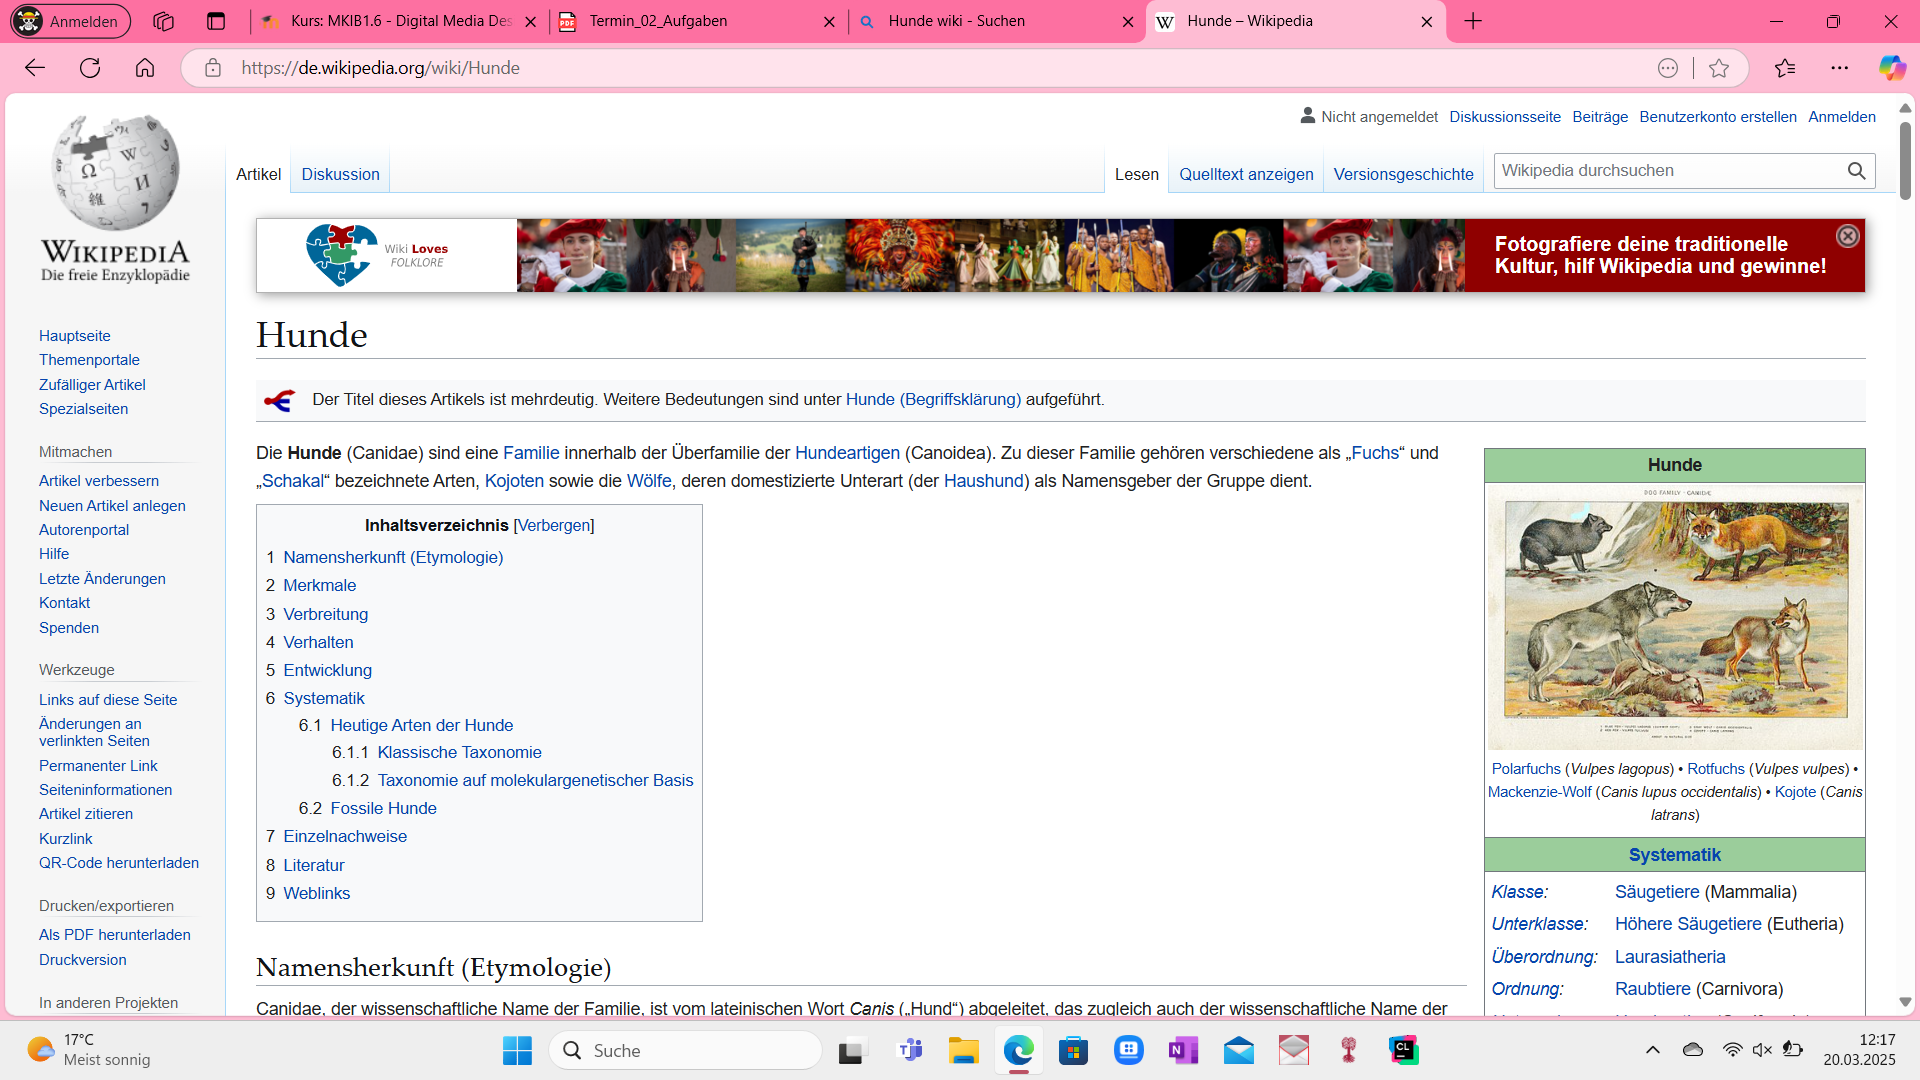 Anmelden
Kurs: MKIB1.6 - Digital Media Des
Termin_02_Aufgaben
Hunde wiki - Suchen
Hunde – Wikipedia
https://de.wikipedia.org/wiki/Hunde
Nicht angemeldet Diskussionsseite Beiträge Benutzerkonto erstellen Anmelden
Artikel Diskussion Lesen Quelltext anzeigen Versionsgeschichte Wikipedia durchsuchen
WIKIPEDIA
Die freie Enzyklopädie
Hauptseite
Themenportale
Zufälliger Artikel
Spezialseiten
Mitmachen
Artikel verbessern
Neuen Artikel anlegen
Autorenportal
Hilfe
Letzte Änderungen
Kontakt
Spenden
Werkzeuge
Links auf diese Seite
Änderungen an
verlinkten Seiten
Permanenter Link
Seiteninformationen
Artikel zitieren
Kurzlink
QR-Code herunterladen
Drucken/exportieren
Als PDF herunterladen
Druckversion
In anderen Projekten
Wiki Loves
FOLKLORE
Fotografiere deine traditionelle
Kultur, hilf Wikipedia und gewinne!
Hunde
Der Titel dieses Artikels ist mehrdeutig. Weitere Bedeutungen sind unter Hunde (Begriffsklärung) aufgeführt.
Die Hunde (Canidae) sind eine Familie innerhalb der Überfamilie der Hundeartigen (Canoidea). Zu dieser Familie gehören verschiedene als „Fuchs“ und
„Schakal“ bezeichnete Arten, Kojoten sowie die Wölfe, deren domestizierte Unterart (der Haushund) als Namensgeber der Gruppe dient.
Inhaltsverzeichnis [Verbergen]
1 Namensherkunft (Etymologie)
2 Merkmale
3 Verbreitung
4 Verhalten
5 Entwicklung
6 Systematik
6.1 Heutige Arten der Hunde
6.1.1 Klassische Taxonomie
6.1.2 Taxonomie auf molekulargenetischer Basis
6.2 Fossile Hunde
7 Einzelnachweise
8 Literatur
9 Weblinks
Namensherkunft (Etymologie)
Canidae, der wissenschaftliche Name der Familie, ist vom lateinischen Wort Canis („Hund“) abgeleitet, das zugleich auch der wissenschaftliche Name der
Hunde
DOG FAMILY - CANIDÆ
Polarfuchs (Vulpes lagopus) • Rotfuchs (Vulpes vulpes) •
Mackenzie-Wolf (Canis lupus occidentalis) • Kojote (Canis
latrans)
Systematik
Klasse: Säugetiere (Mammalia)
Unterklasse: Höhere Säugetiere (Eutheria)
Überordnung: Laurasiatheria
Ordnung: Raubtiere (Carnivora)
17°C
Meist sonnig
Suche
12:17
20.03.2025